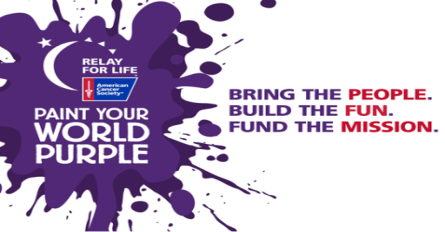 RELAY
FOR LIFE
American
Cancer
Society
PAINT YOUR
WORLD
PURPLE
BRING THE PEOPLE.
BUILD THE FUN.
FUND THE MISSION.